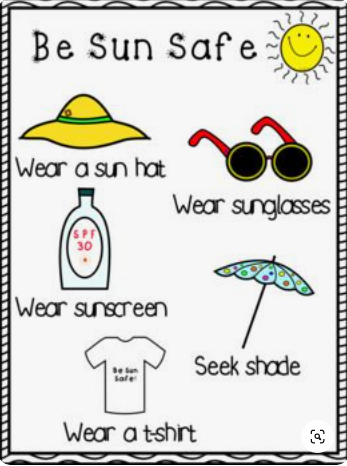 Be Sun Safe
Wear a sun hat
Wear sunglasses
SPF
30
Wear sunscreen
Seek shade
Be Sun
Safe!
Wear a t-shirt